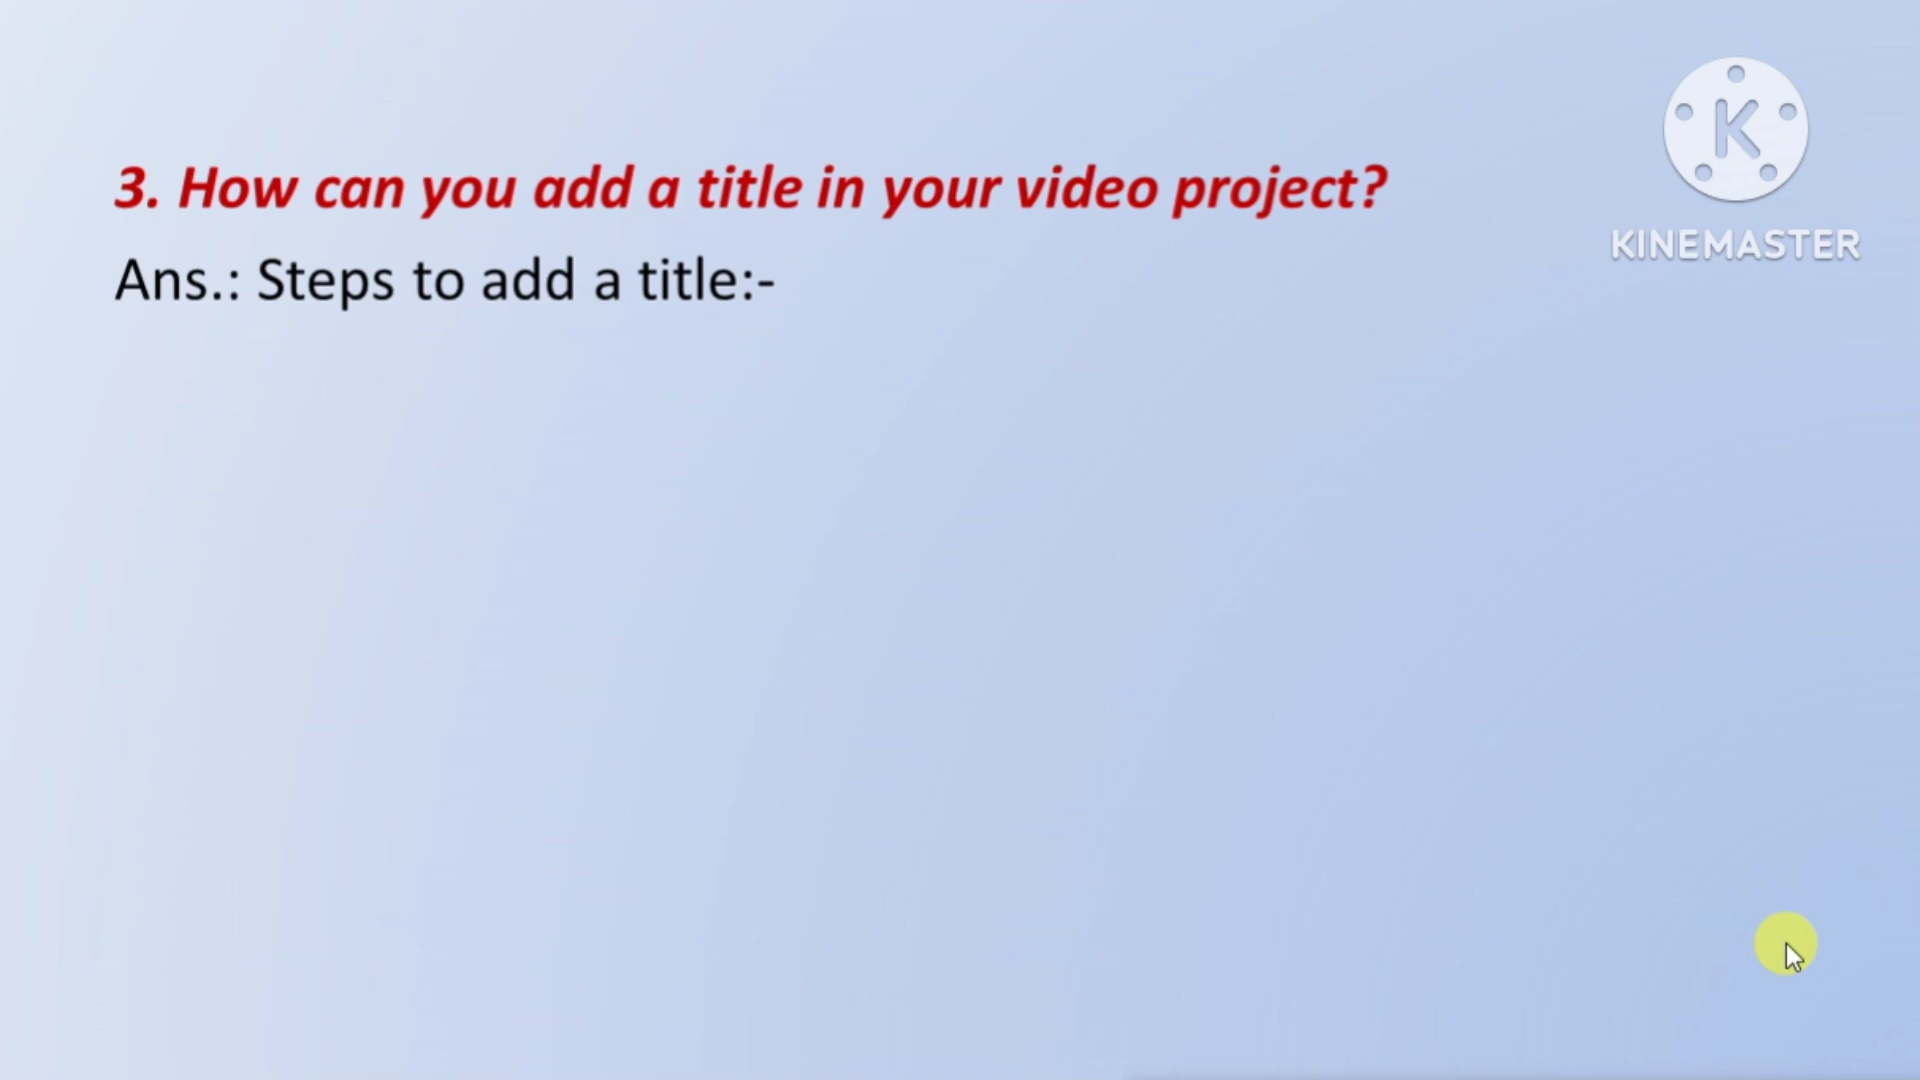 3. How can you add a title in your video project?
Ans.: Steps to add a title:-
K
KINEMASTER